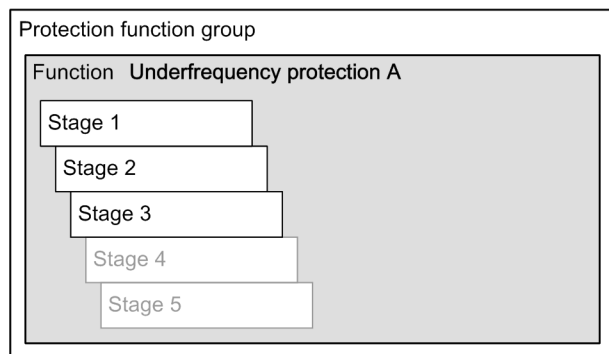 Protection function group
Function Underfrequency protection A
Stage 1
Stage 2
Stage 3
Stage 4
Stage 5